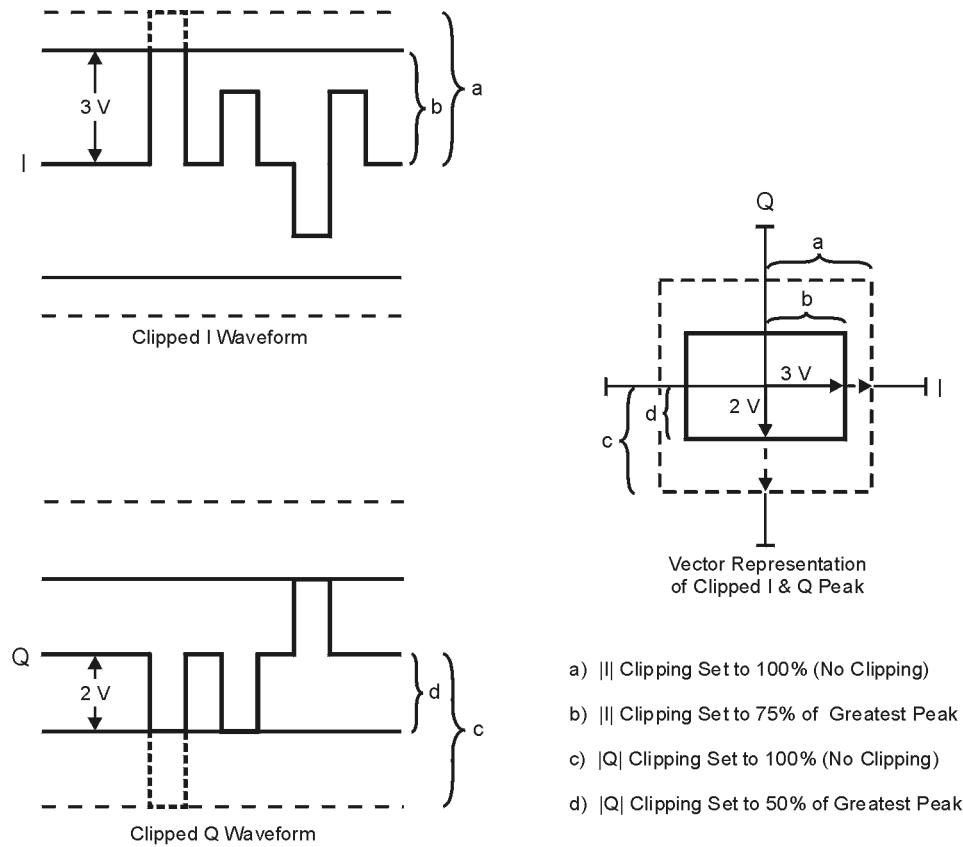 3 V
b
a
I
Clipped I Waveform
Q
a
b
3 V
I
2 V
d
c
Vector Representation
of Clipped I & Q Peak
Q
2 V
d
c
Clipped Q Waveform
a) |I| Clipping Set to 100% (No Clipping)
b) |I| Clipping Set to 75% of Greatest Peak
c) |Q| Clipping Set to 100% (No Clipping)
d) |Q| Clipping Set to 50% of Greatest Peak